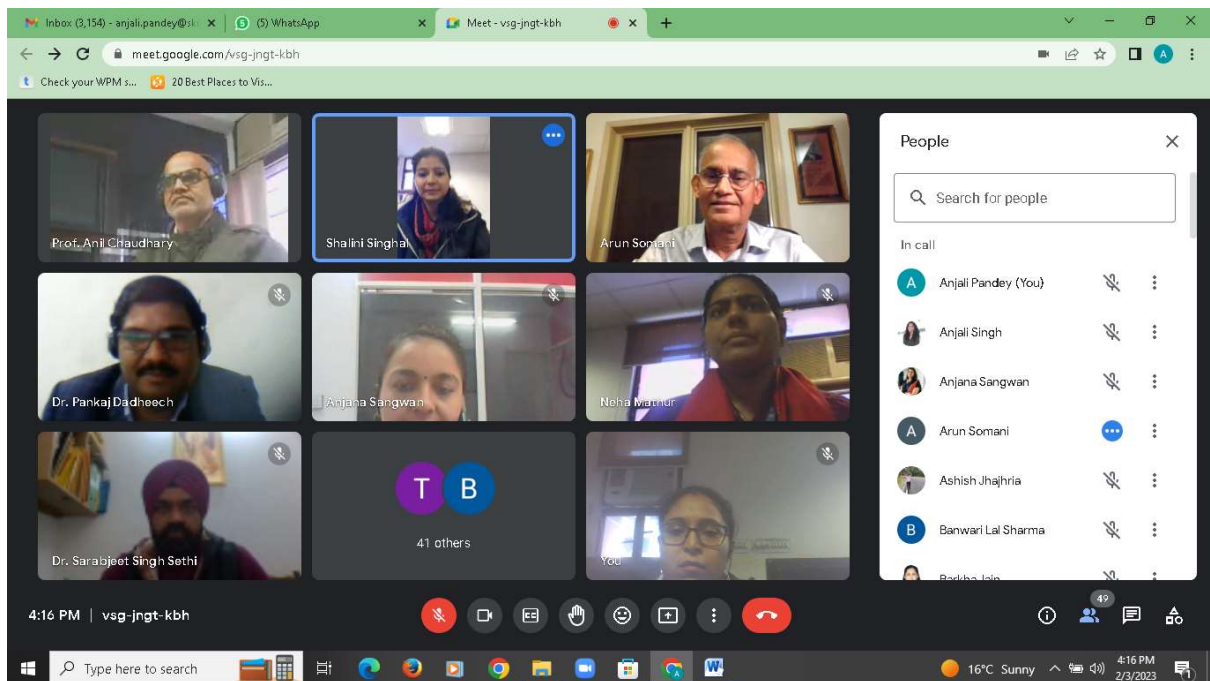 Inbox (3,154) - anjali.pandey@sk
(5) WhatsApp
Meet - vsg-jngt-kbh
meet.google.com/vsg-jngt-kbh
A
Check your WPM s...
20 Best Places to Vis...
Prof. Anil Chaudhary
Shalini Singhal
Arun Somani
Dr. Pankaj Dadheech
Anjana Sangwan
Neha Mathur
Dr. Sarabjeet Singh Sethi
T B
41 others
You
People
Search for people
In call
A Anjali Pandey (You)
Anjali Singh
Anjana Sangwan
A Arun Somani
Ashish Jhajhria
B Banwari Lal Sharma
Barkha Jain
4:16 PM | vsg-jngt-kbh
49
Type here to search
16°C Sunny
4:16 PM
2/3/2023
1